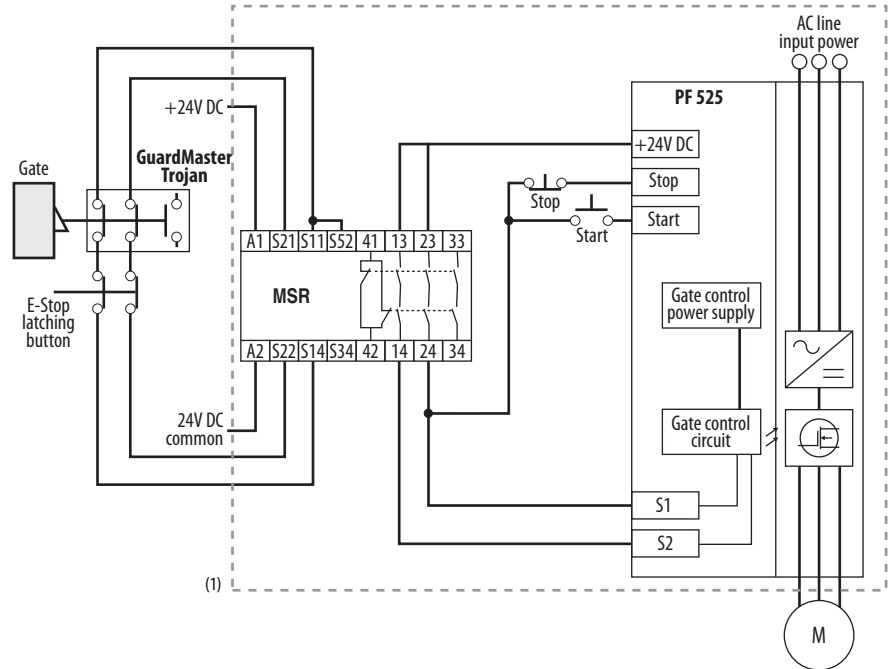 AC line
input power
PF 525
+24V DC
GuardMaster
Trojan
Gate
+24V DC
Stop
Stop
Start
Start
A1 S21 S11 S52 41 13 23 33
MSR
E-Stop
latching
button
Gate control
power supply
A2 S22 S14 S34 42 14 24 34
24V DC
common
Gate control
circuit
S1
S2
(1)
M